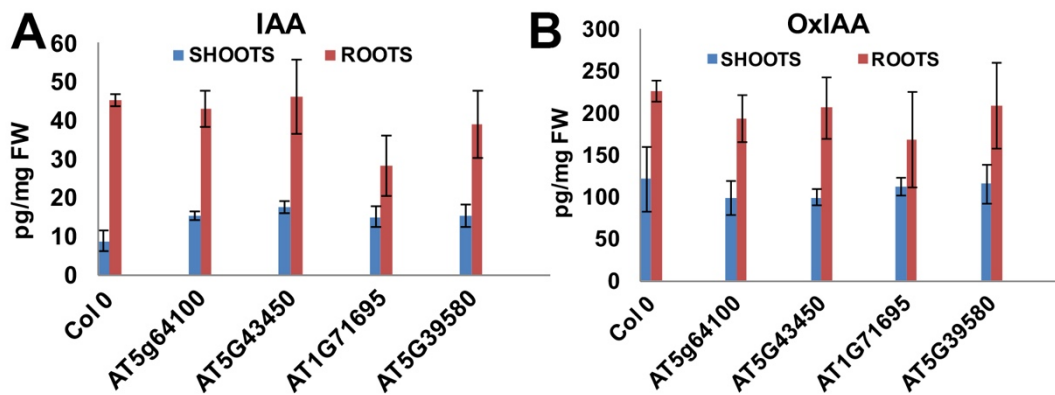 A
IAA
SHOOTS ROOTS
pg/mg FW
60
50
40
30
20
10
0
Col 0
AT5g64100
AT5G43450
AT1G71695
AT5G39580
B
OxIAA
SHOOTS ROOTS
pg/mg FW
300
250
200
150
100
50
0
Col 0
AT5g64100
AT5G43450
AT1G71695
AT5G39580